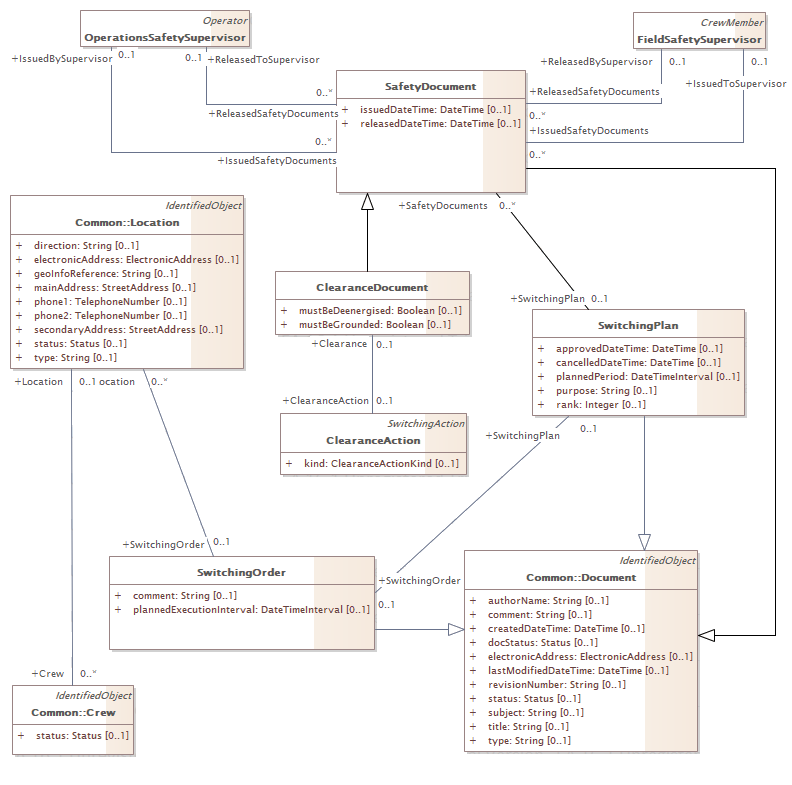 Operator
OperationsSafetySupervisor
CrewMember
FieldSafetySupervisor
+IssuedBySupervisor 0..1
0..1 +ReleasedToSupervisor
+ReleasedBySupervisor 0..1
0..1
+IssuedToSupervisor
0..*
+ReleasedSafetyDocuments
0..*
+IssuedSafetyDocuments
+ReleasedSafetyDocuments
0..*
+IssuedSafetyDocuments
0..*
SafetyDocument
+ issuedDateTime: DateTime [0..1]
+ releasedDateTime: DateTime [0..1]
+SafetyDocuments 0..*
IdentifiedObject
Common::Location
+ direction: String [0..1]
+ electronicAddress: ElectronicAddress [0..1]
+ geoInfoReference: String [0..1]
+ mainAddress: StreetAddress [0..1]
+ phone1: TelephoneNumber [0..1]
+ phone2: TelephoneNumber [0..1]
+ secondaryAddress: StreetAddress [0..1]
+ status: Status [0..1]
+ type: String [0..1]
ClearanceDocument
+ mustBeDeenergised: Boolean [0..1]
+ mustBeGrounded: Boolean [0..1]
+SwitchingPlan 0..1
SwitchingPlan
+ approvedDateTime: DateTime [0..1]
+ cancelledDateTime: DateTime [0..1]
+ plannedPeriod: DateTimeInterval [0..1]
+ purpose: String [0..1]
+ rank: Integer [0..1]
+Clearance 0..1
+ClearanceAction 0..1
+Location 0..1 ocation 0..*
SwitchingAction
ClearanceAction
+ kind: ClearanceActionKind [0..1]
+SwitchingPlan 0..1
+SwitchingOrder 0..1
SwitchingOrder
+ comment: String [0..1]
+ plannedExecutionInterval: DateTimeInterval [0..1]
+SwitchingOrder
0..1
IdentifiedObject
Common::Document
+ authorName: String [0..1]
+ comment: String [0..1]
+ createdDateTime: DateTime [0..1]
+ docStatus: Status [0..1]
+ electronicAddress: ElectronicAddress [0..1]
+ lastModifiedDateTime: DateTime [0..1]
+ revisionNumber: String [0..1]
+ status: Status [0..1]
+ subject: String [0..1]
+ title: String [0..1]
+ type: String [0..1]
+Crew 0..*
IdentifiedObject
Common::Crew
+ status: Status [0..1]